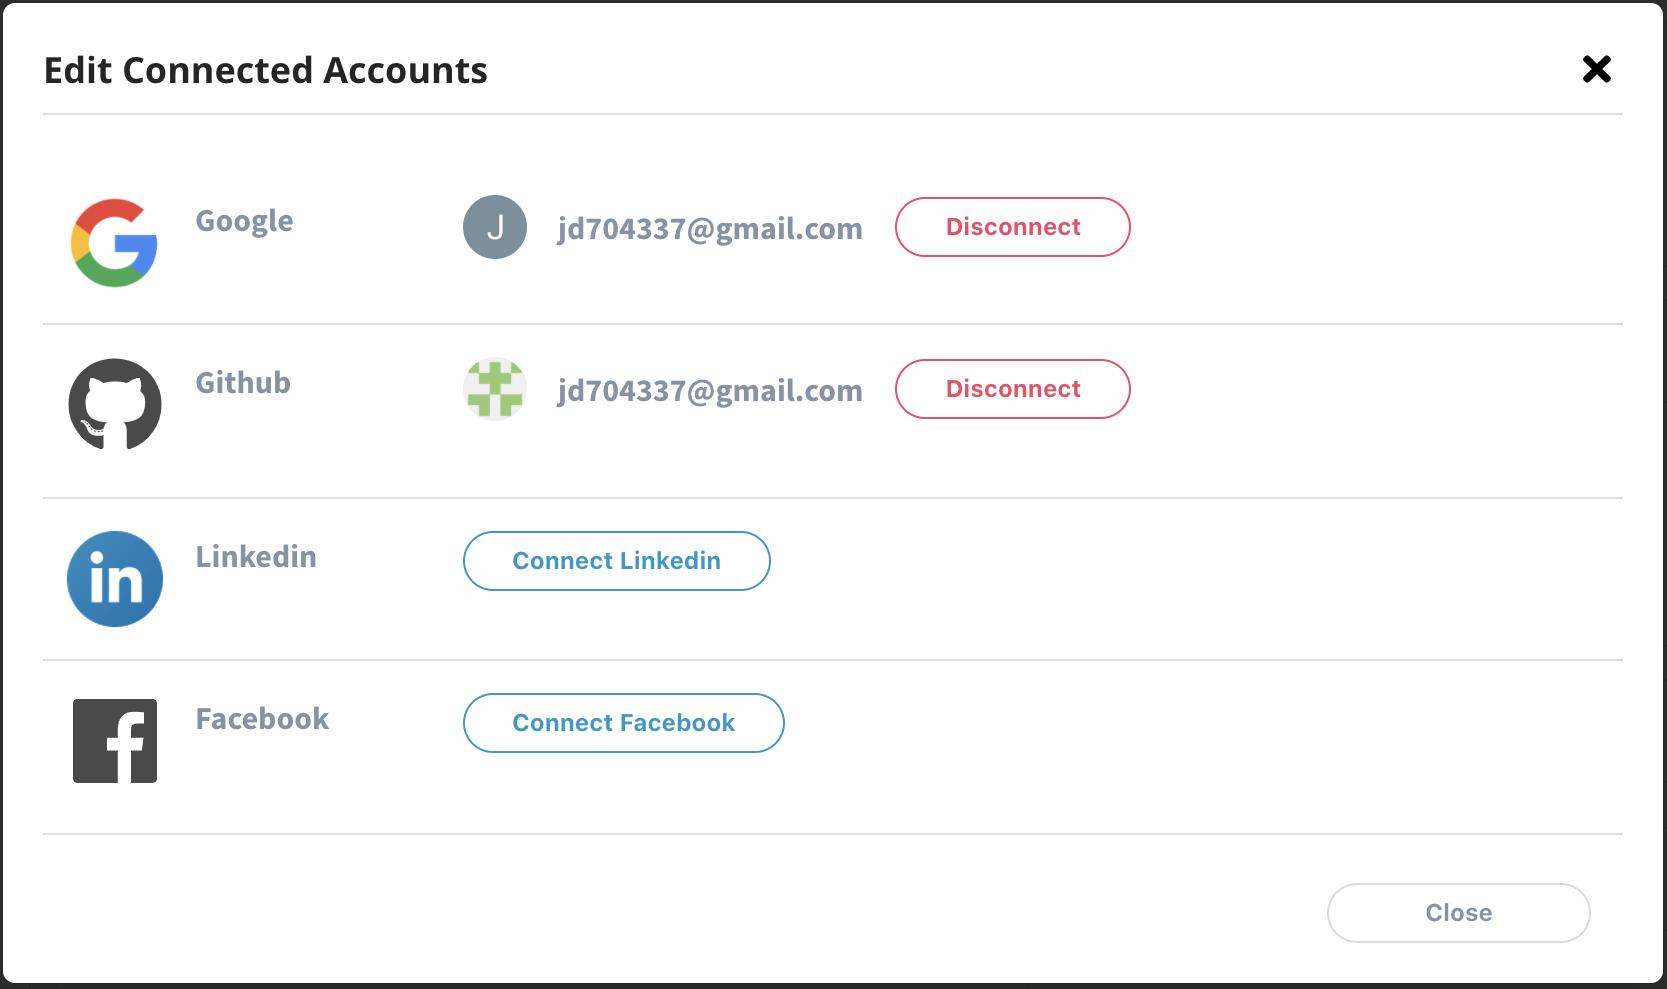 Edit Connected Accounts
Google
J
jd704337@gmail.com
Disconnect
Github
jd704337@gmail.com
Disconnect
in
Linkedin
Connect Linkedin
f
Facebook
Connect Facebook
Close